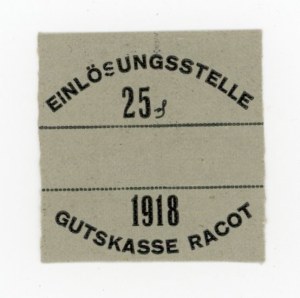 EINLÖSUNGSSTELLE
25 ₰
1918
GUTSKASSE RACOT